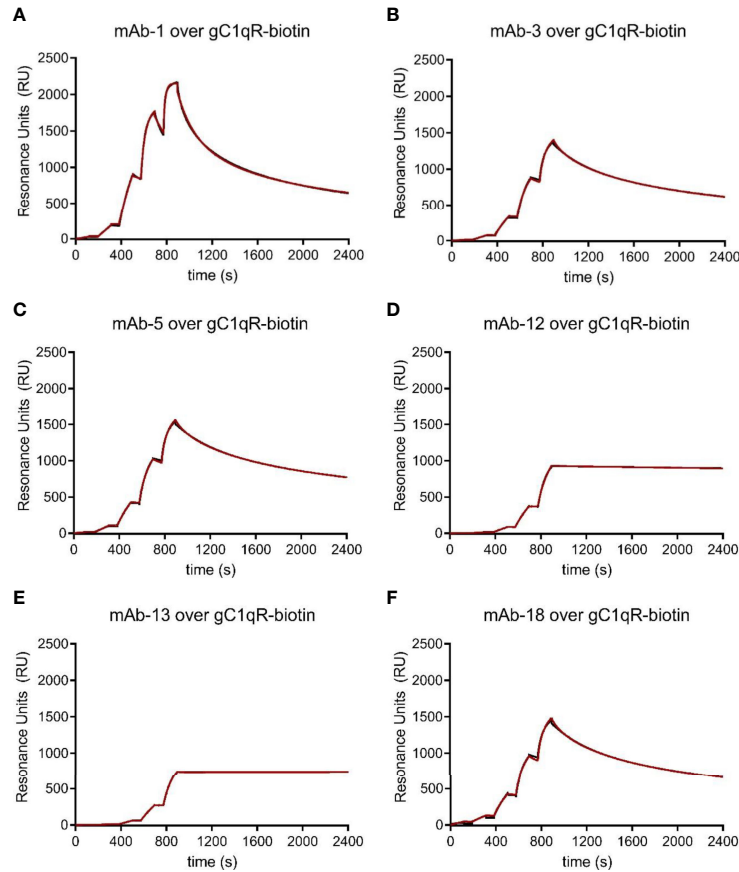 A
mAb-1 over gC1qR-biotin
Resonance Units (RU)
2500
2000
1500
1000
500
0
0 400 800 1200 1600 2000 2400
time (s)
B
mAb-3 over gC1qR-biotin
Resonance Units (RU)
2500
2000
1500
1000
500
0
0 400 800 1200 1600 2000 2400
time (s)
C
mAb-5 over gC1qR-biotin
Resonance Units (RU)
2500
2000
1500
1000
500
0
0 400 800 1200 1600 2000 2400
time (s)
D
mAb-12 over gC1qR-biotin
Resonance Units (RU)
2500
2000
1500
1000
500
0
0 400 800 1200 1600 2000 2400
time (s)
E
mAb-13 over gC1qR-biotin
Resonance Units (RU)
2500
2000
1500
1000
500
0
0 400 800 1200 1600 2000 2400
time (s)
F
mAb-18 over gC1qR-biotin
Resonance Units (RU)
2500
2000
1500
1000
500
0
0 400 800 1200 1600 2000 2400
time (s)